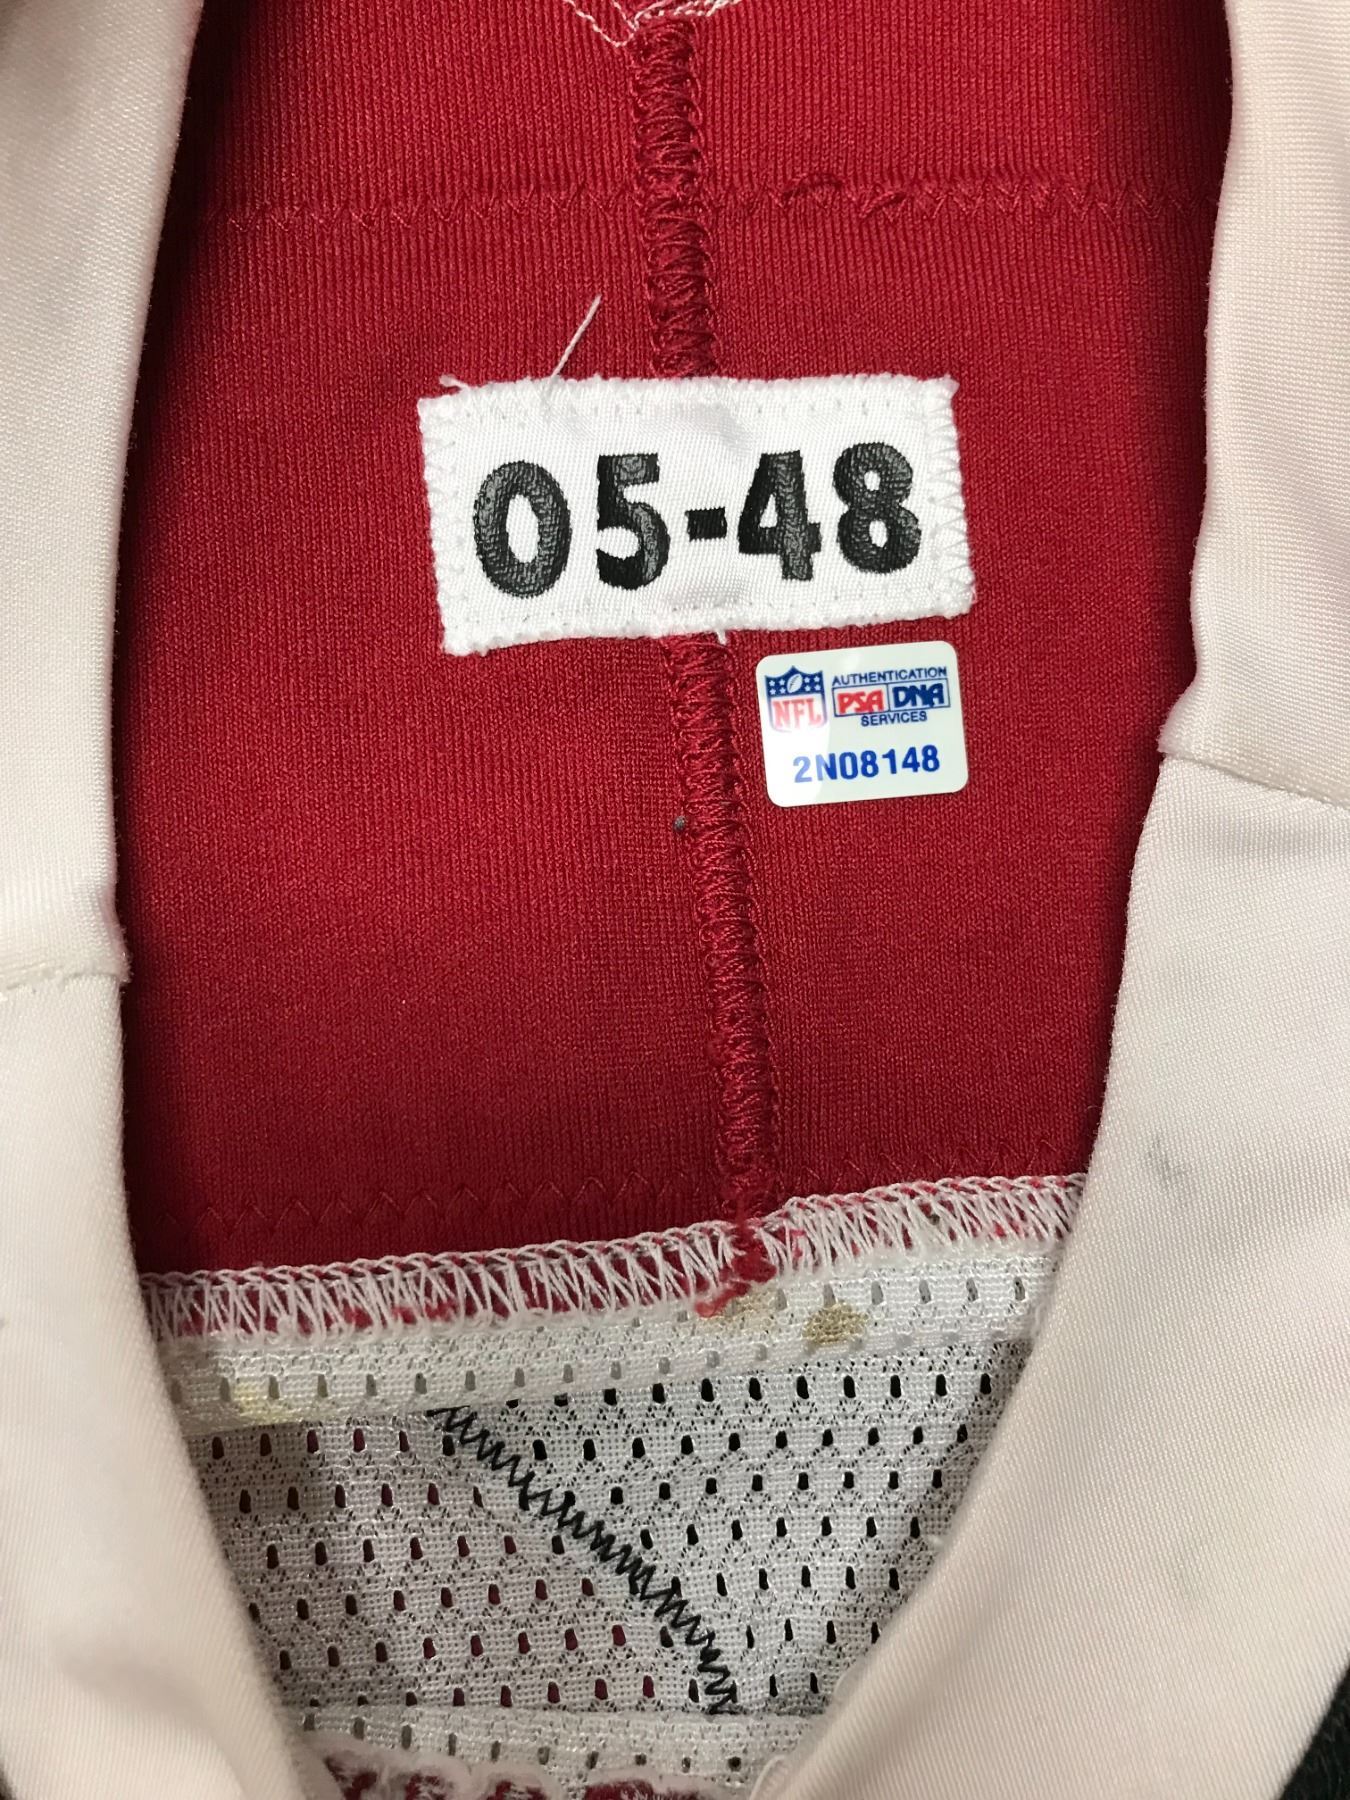 05-48
NFL
AUTHENTICATION
PSA DNA
SERVICES
2N08148